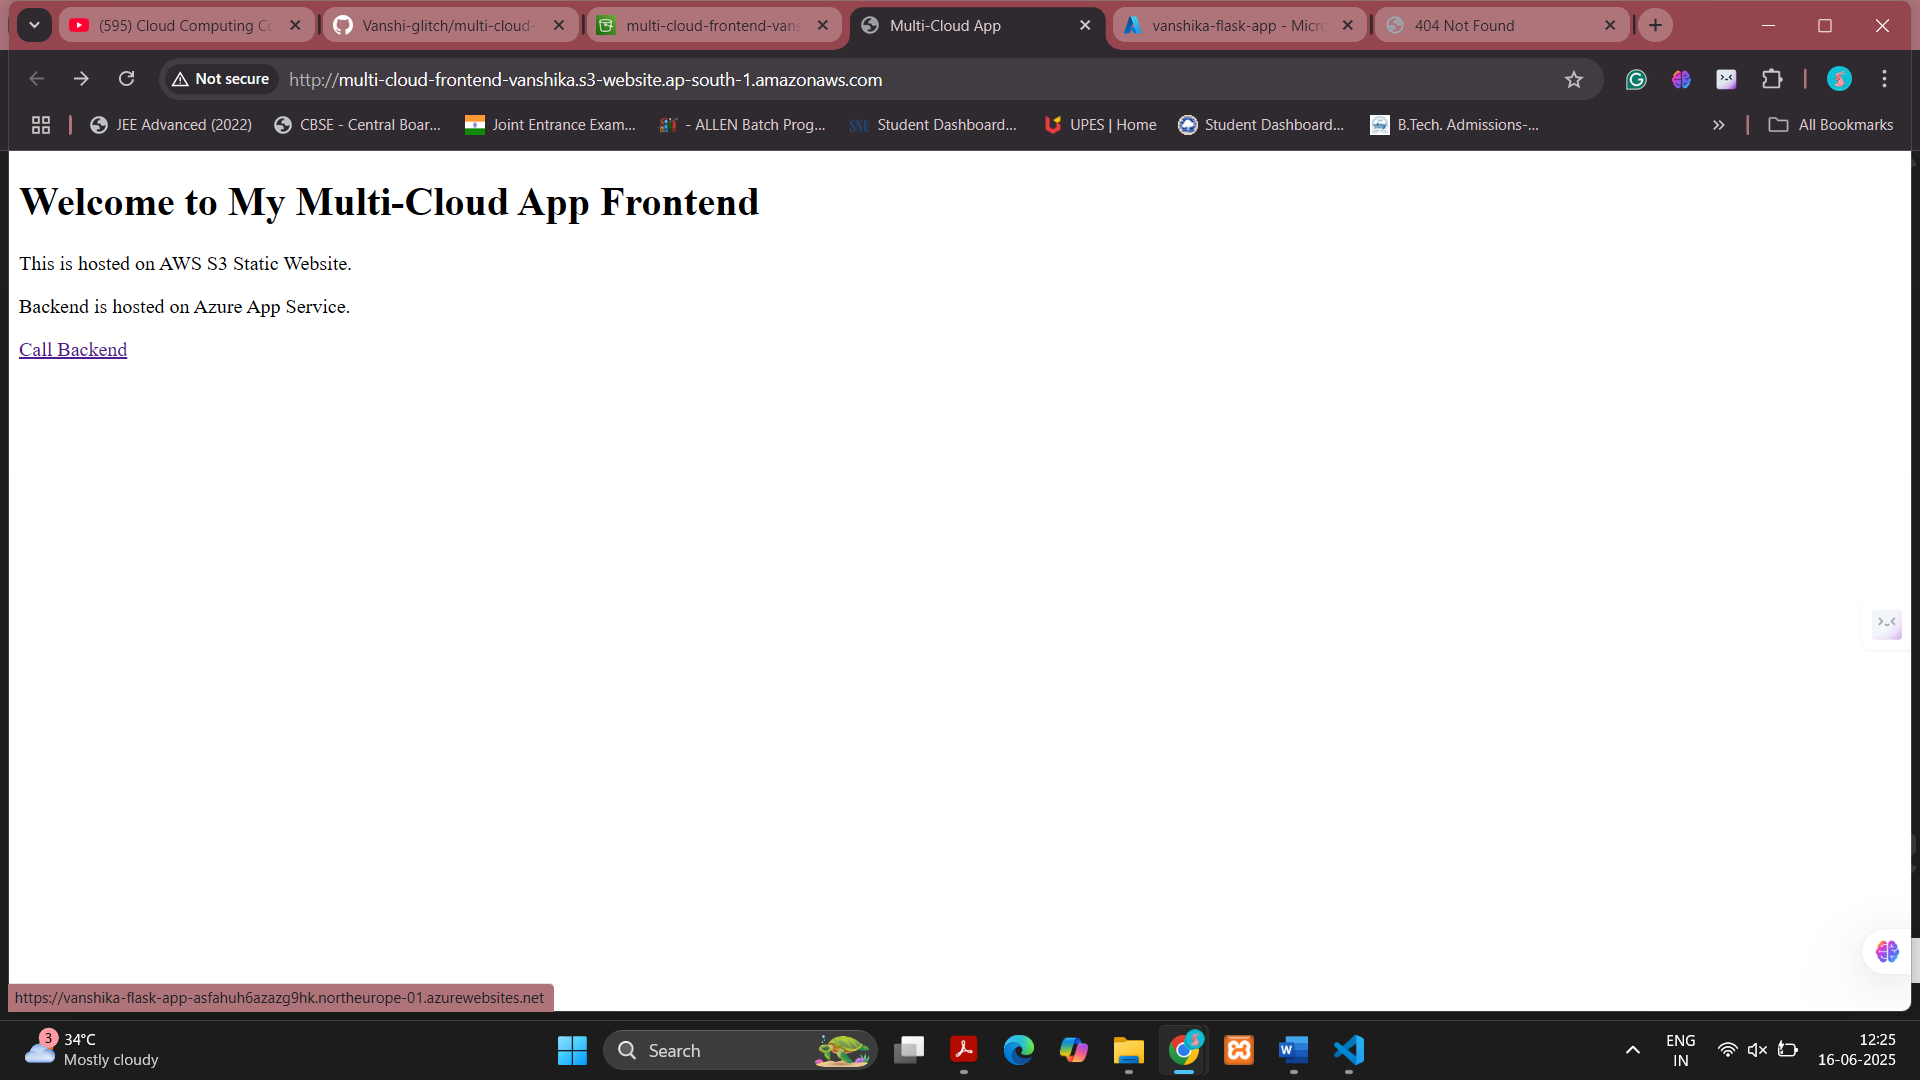 (595) Cloud Computing Co
Vanshi-glitch/multi-cloud-
multi-cloud-frontend-vans
Multi-Cloud App
vanshika-flask-app - Micro
404 Not Found
Not secure
http://multi-cloud-frontend-vanshika.s3-website.ap-south-1.amazonaws.com
JEE Advanced (2022)
CBSE - Central Boar...
Joint Entrance Exam...
- ALLEN Batch Prog...
SNU
Student Dashboard...
UPES | Home
Student Dashboard...
B.Tech. Admissions-...
All Bookmarks
Welcome to My Multi-Cloud App Frontend
This is hosted on AWS S3 Static Website.
Backend is hosted on Azure App Service.
Call Backend
https://vanshika-flask-app-asfahuh6azazg9hk.northeurope-01.azurewebsites.net
3
34°C
Mostly cloudy
Search
ENG
IN
12:25
16-06-2025